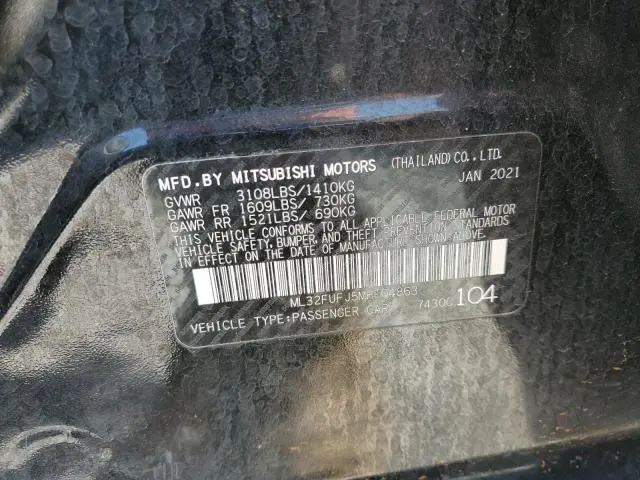 MFD.BY MITSUBISHI MOTORS (THAILAND)CO.,LTD.
GVWR 3108LBS/1410KG JAN 2021
GAWR FR 1609LBS/ 730KG
GAWR RR 1521LBS/ 690KG
THIS VEHICLE CONFORMS TO ALL APPLICABLE FEDERAL MOTOR
VEHICLE SAFETY, BUMPER, AND THEFT PREVENTION STANDARDS
IN EFFECT ON THE DATE OF MANUFACTURE SHOWN ABOVE.
VEHICLE TYPE:PASSENGER CAR 104